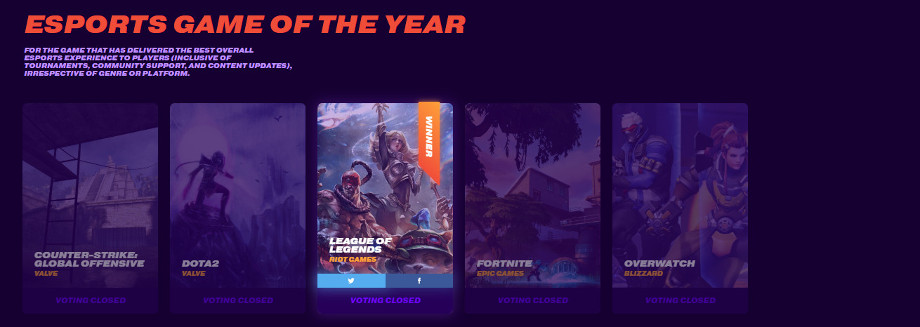 ESPORTS GAME OF THE YEAR
FOR THE GAME THAT HAS DELIVERED THE BEST OVERALL
ESPORTS EXPERIENCE TO PLAYERS (INCLUSIVE OF
TOURNAMENTS, COMMUNITY SUPPORT, AND CONTENT UPDATES),
IRRESPECTIVE OF GENRE OR PLATFORM.
COUNTER-STRIKE:
GLOBAL OFFENSIVE
VALVE
VOTING CLOSED
DOTA2
VALVE
VOTING CLOSED
WINNER
LEAGUE OF
LEGENDS
RIOT GAMES
VOTING CLOSED
FORTNITE
EPIC GAMES
VOTING CLOSED
OVERWATCH
BLIZZARD
VOTING CLOSED